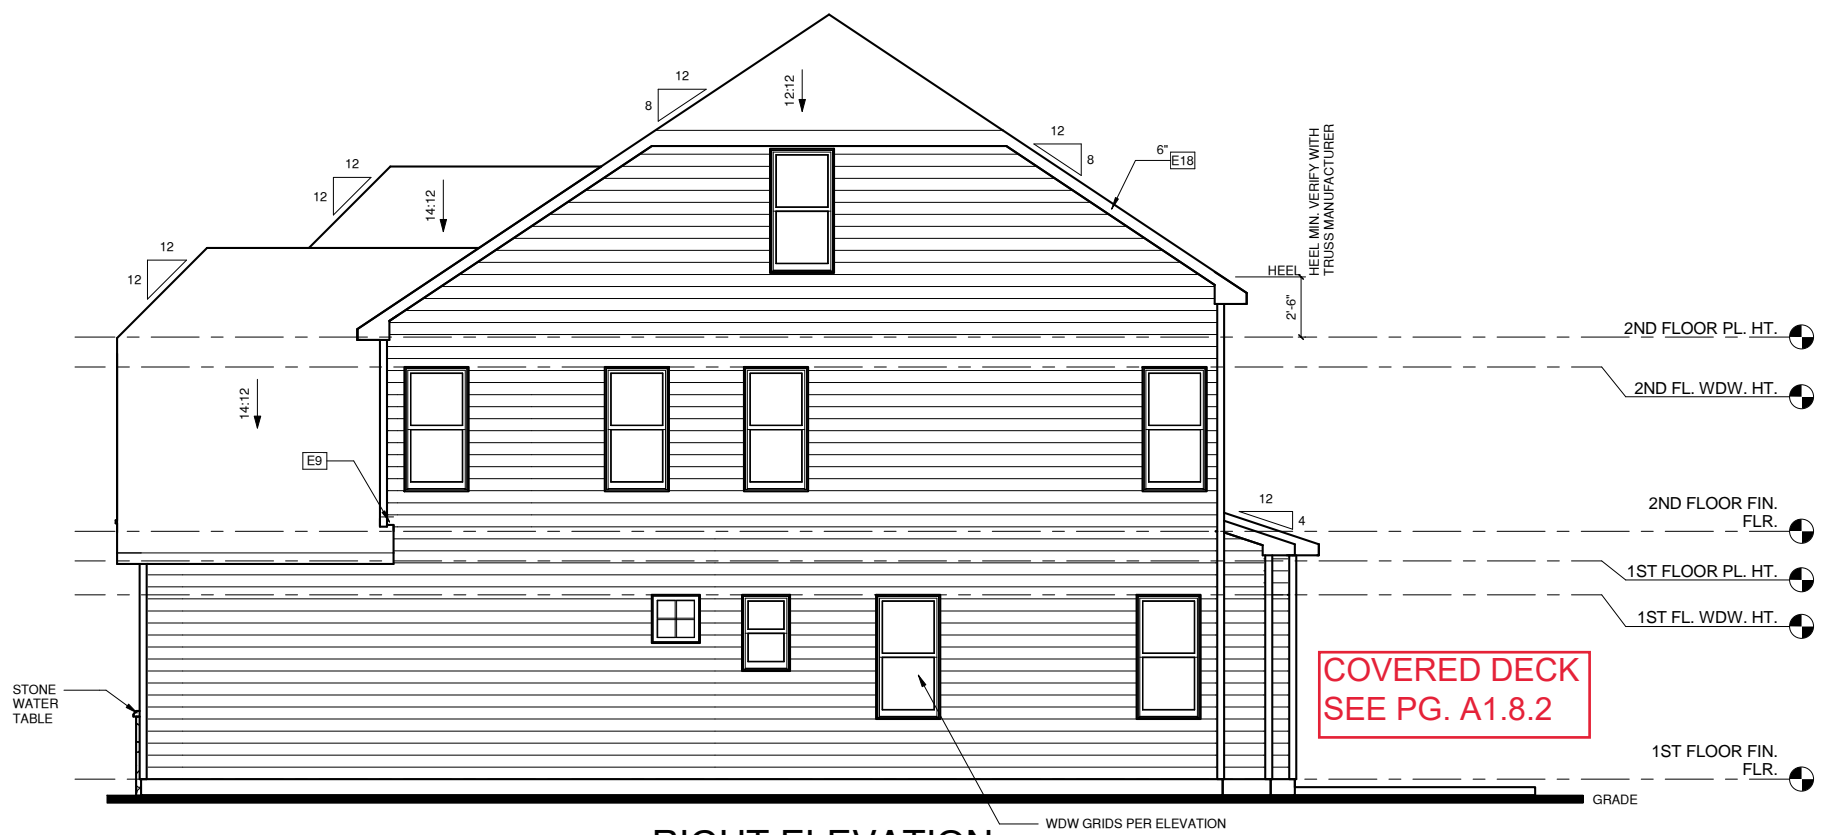 12
8
12:12
12
8
6"
E18
HEEL MIN. VERIFY WITH
TRUSS MANUFACTURER
12
12
14:12
12
12
HEEL
2'-6"
2ND FLOOR PL. HT.
2ND FL. WDW. HT.
14:12
E9
12
4
2ND FLOOR FIN.
FLR.
1ST FLOOR PL. HT.
1ST FL. WDW. HT.
COVERED DECK
SEE PG. A1.8.2
STONE
WATER
TABLE
1ST FLOOR FIN.
FLR.
GRADE
WDW GRIDS PER ELEVATION
RIGHT ELEVATION